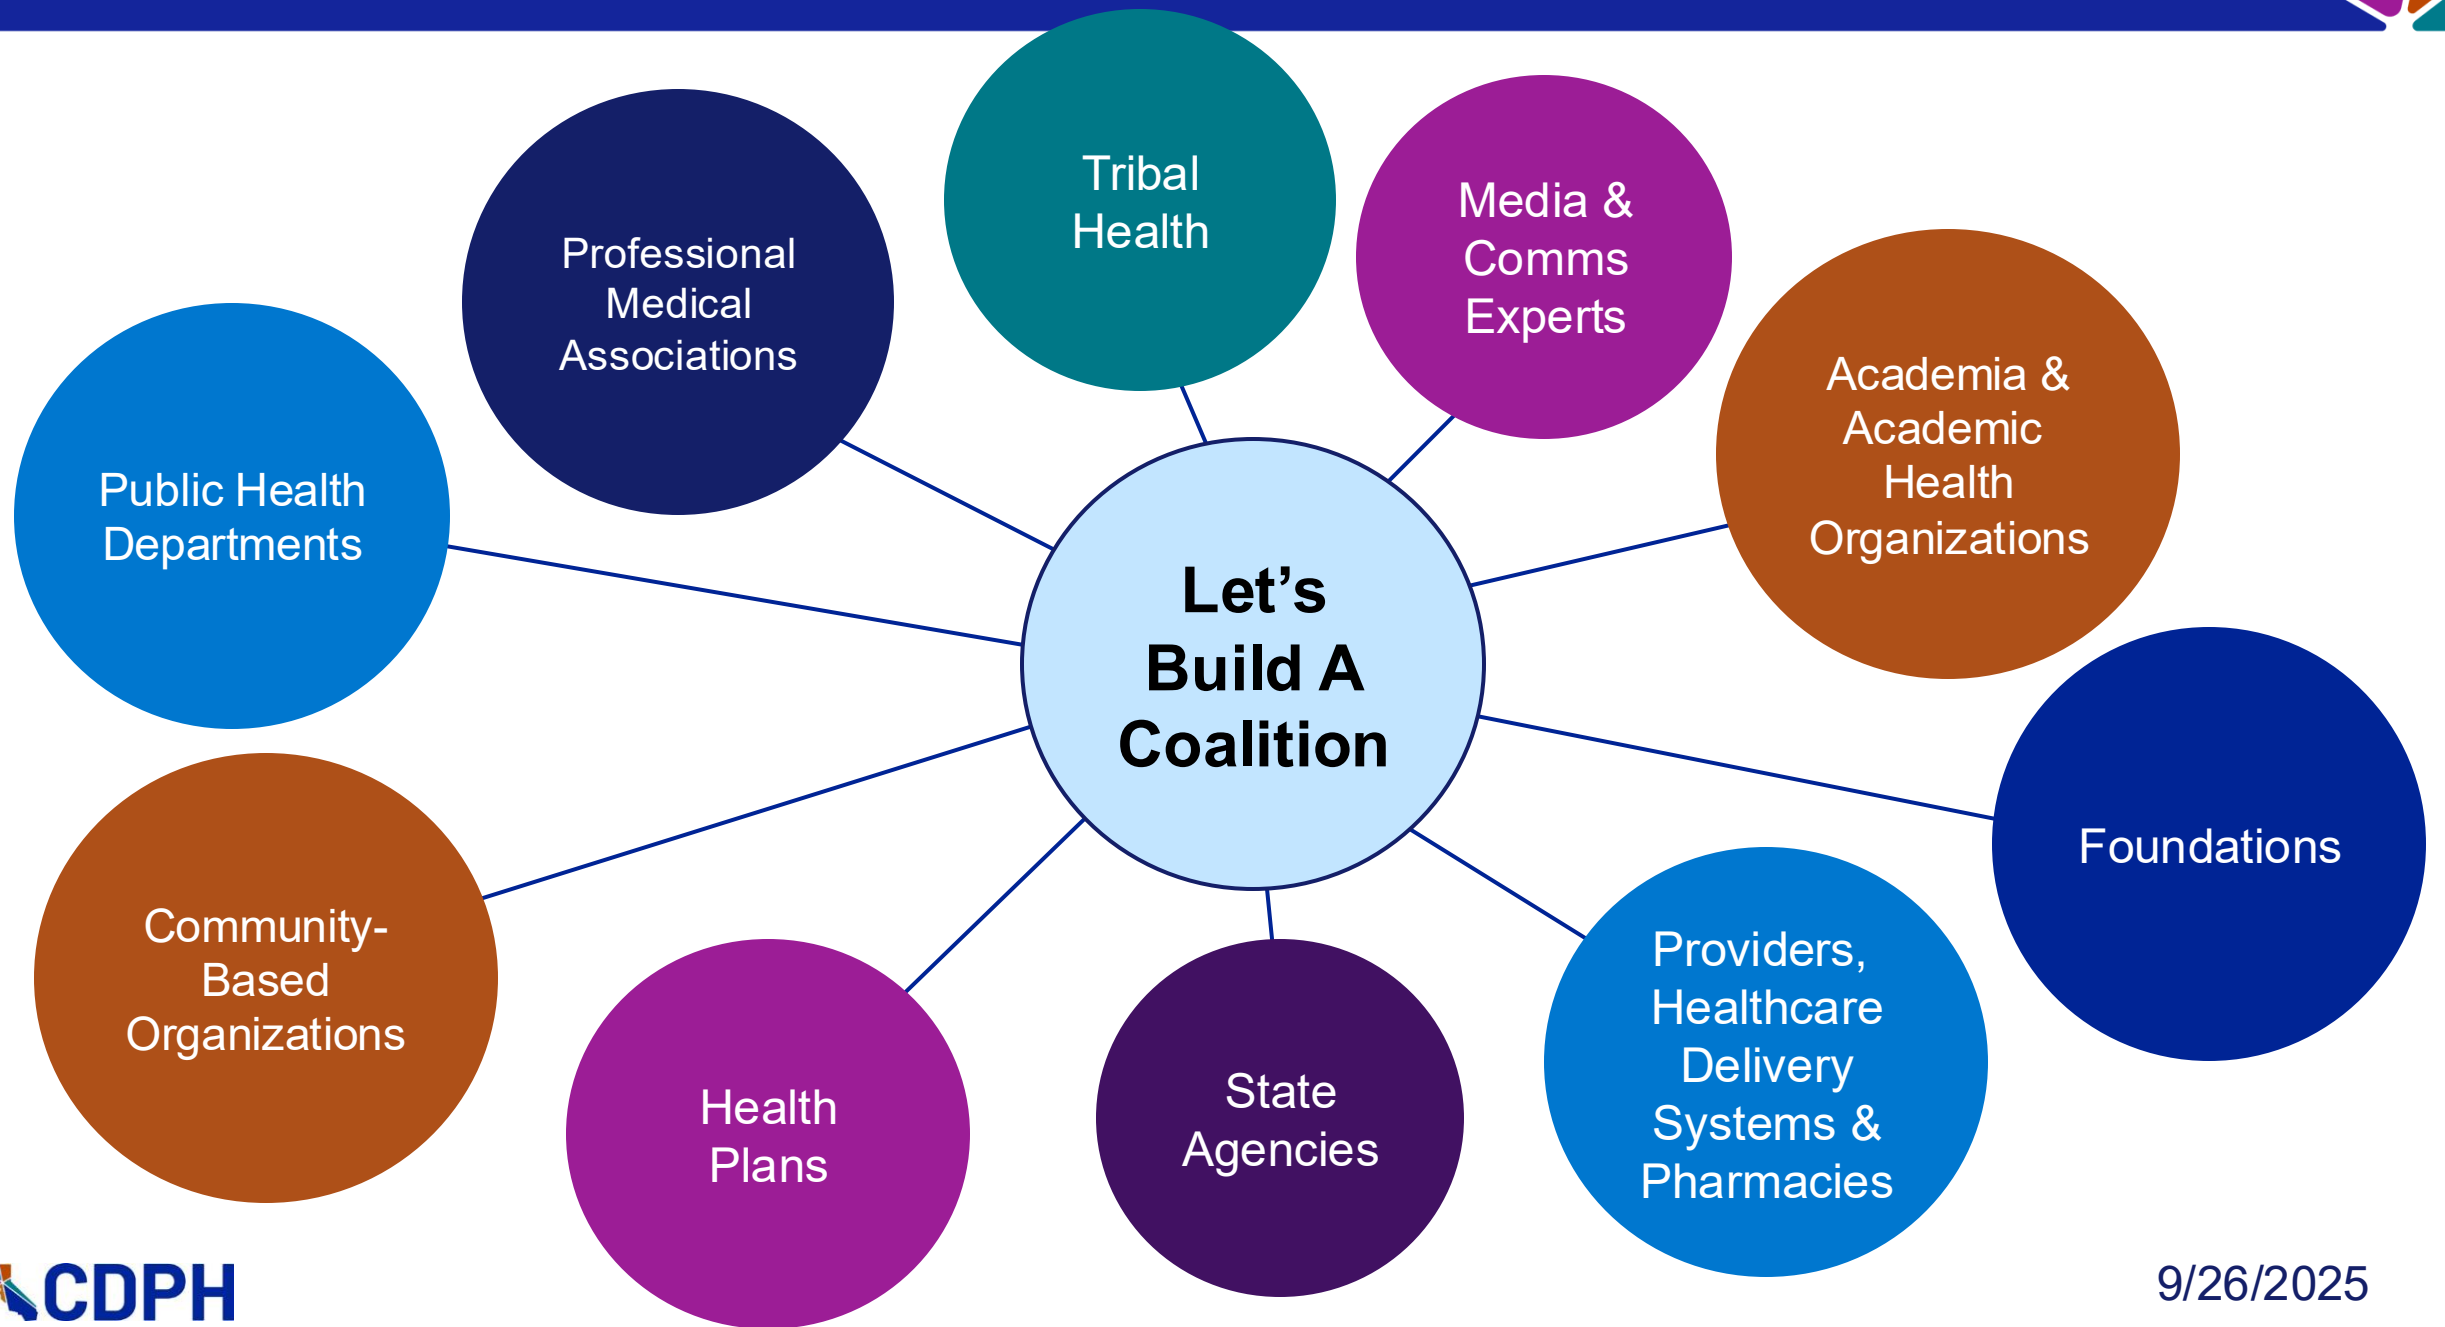 Tribal
Health
Media &
Comms
Experts
Professional
Medical
Associations
Academia &
Academic
Health
Organizations
Public Health
Departments
Let’s
Build A
Coalition
Foundations
Community-
Based
Organizations
Providers,
Healthcare
Delivery
Systems &
Pharmacies
State
Agencies
Health
Plans
CDPH
9/26/2025